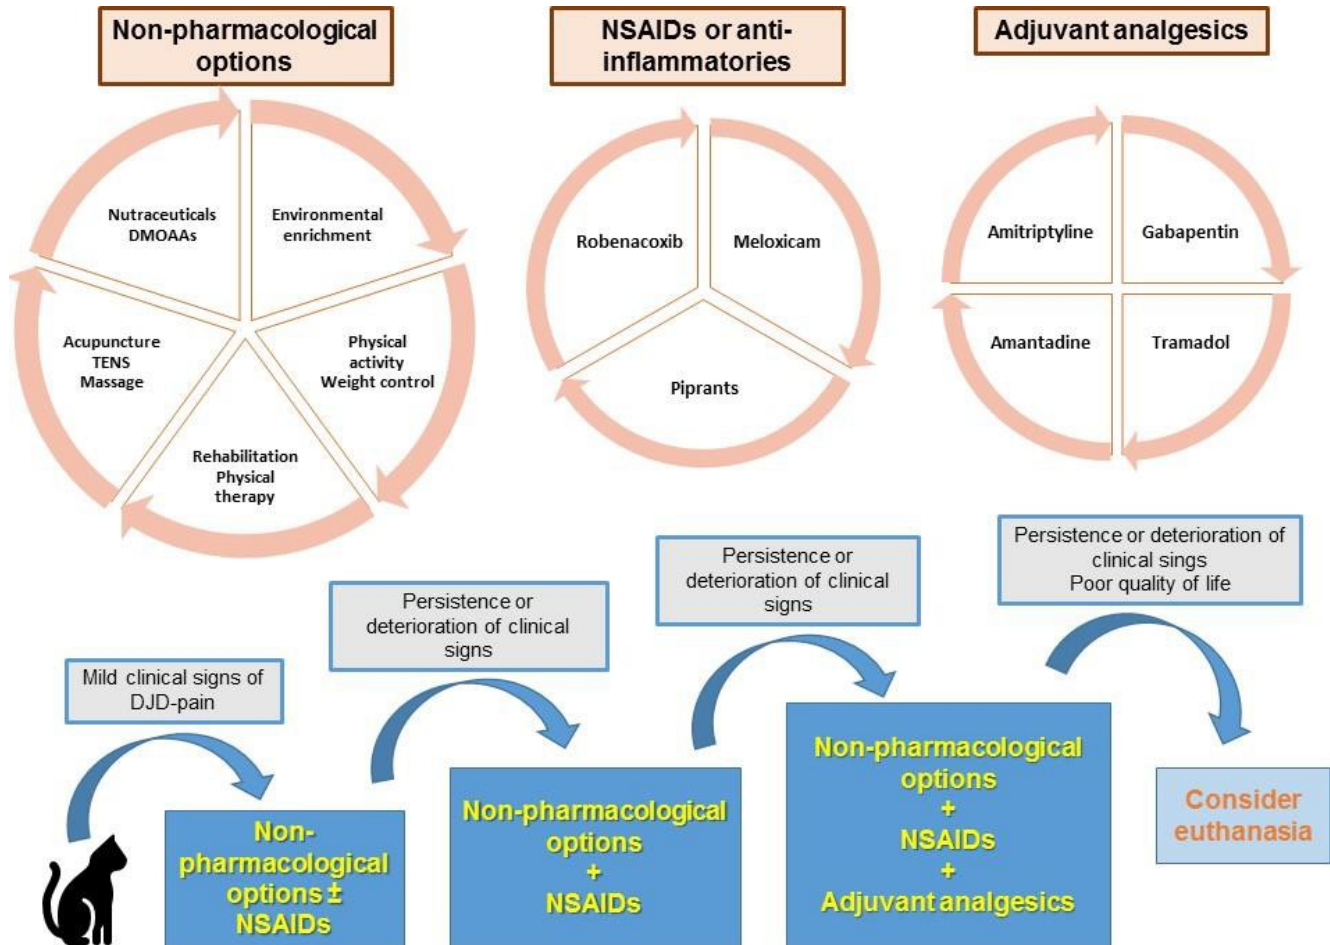 Non-pharmacological
options
NSAIDs or anti-
inflammatories
Adjuvant analgesics
Nutraceuticals
DMOAAs
Environmental
enrichment
Acupuncture
TENS
Massage
Physical
activity
Weight control
Rehabilitation
Physical
therapy
Robenacoxib
Meloxicam
Piprants
Amitriptyline
Gabapentin
Amantadine
Tramadol
Mild clinical signs of
DJD-pain
Persistence or
deterioration of clinical
signs
Persistence or
deterioration of clinical
signs
Persistence or deterioration of
clinical sings
Poor quality of life
Non-
pharmacological
options ±
NSAIDs
Non-pharmacological
options
+
NSAIDs
Non-pharmacological
options
+
NSAIDs
+
Adjuvant analgesics
Consider
euthanasia